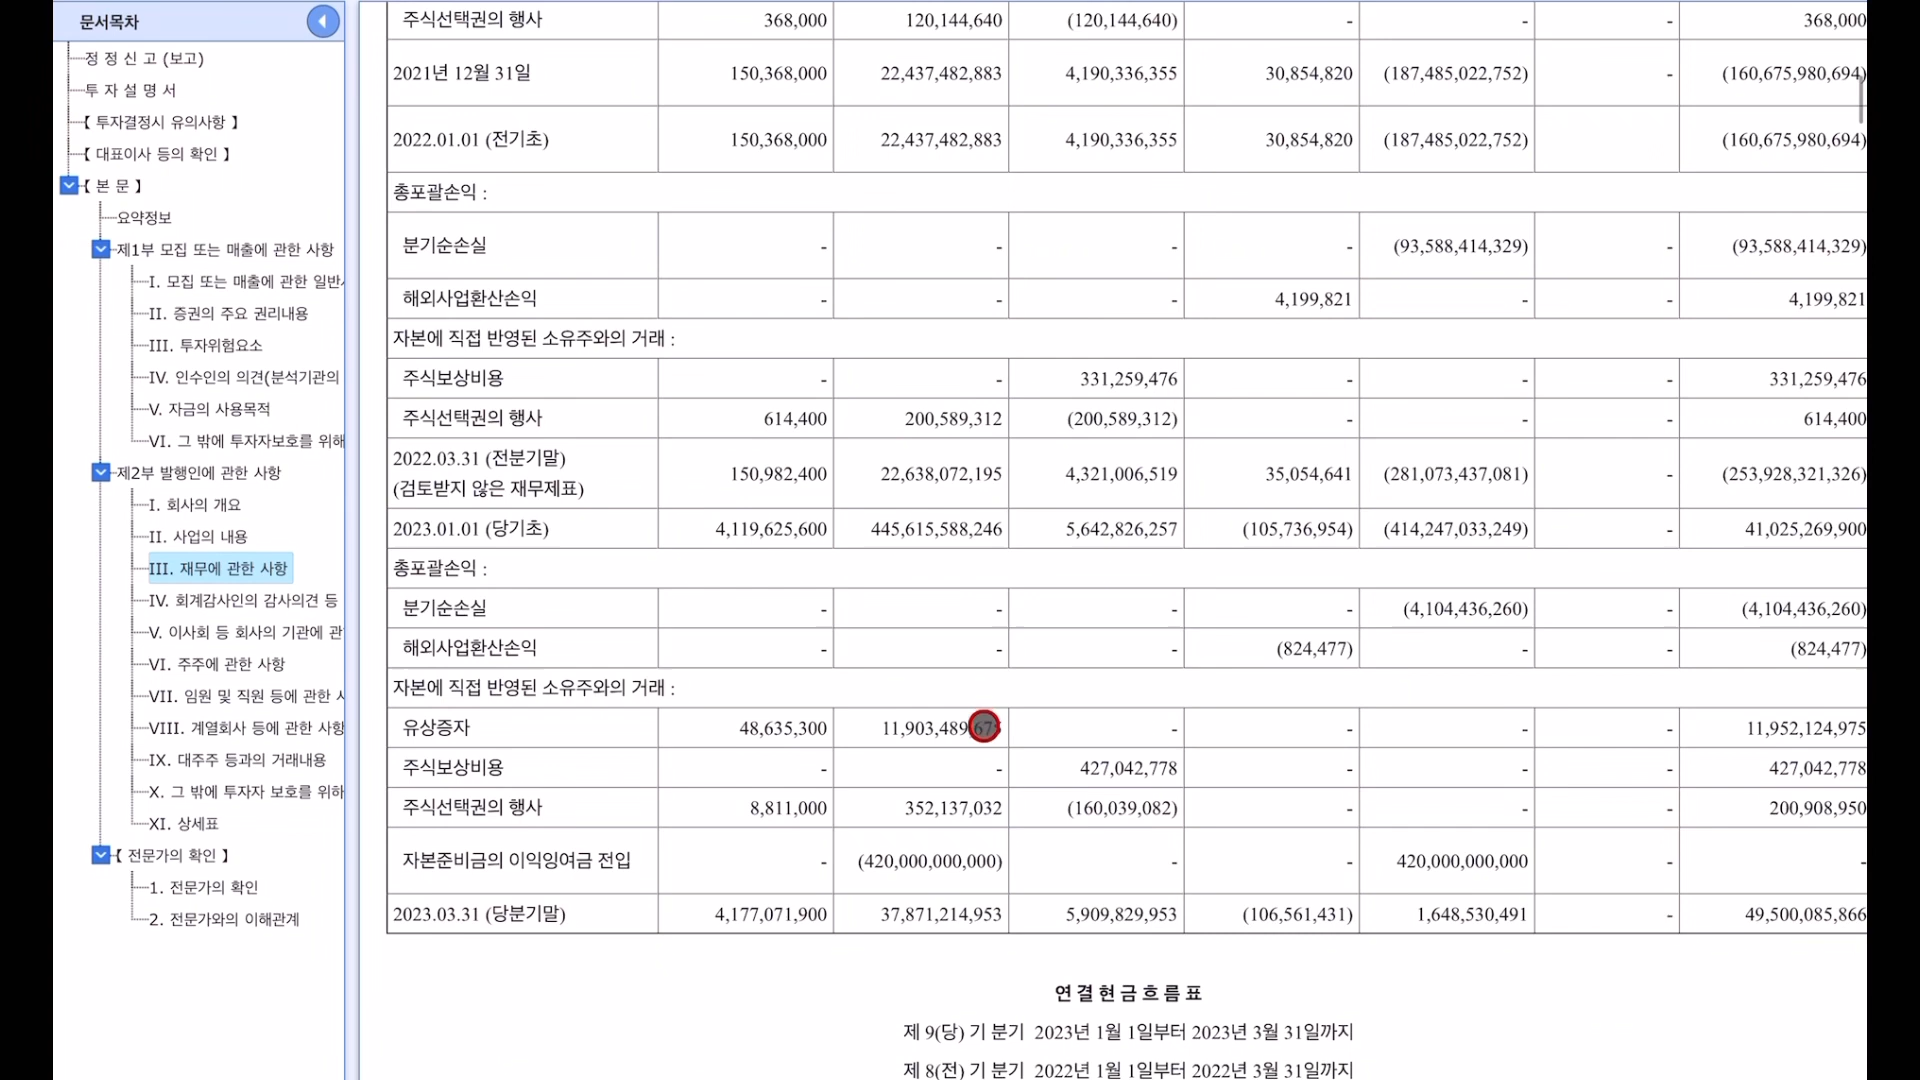 문서목차
정 정 신 고 (보고)
투 자 설 명 서
【 투자결정시 유의사항 】
【 대표이사 등의 확인 】
【 본 문 】
요약정보
제1부 모집 또는 매출에 관한 사항
I. 모집 또는 매출에 관한 일반
II. 증권의 주요 권리내용
III. 투자위험요소
IV. 인수인의 의견(분석기관의
V. 자금의 사용목적
VI. 그 밖에 투자자보호를 위해
제2부 발행인에 관한 사항
I. 회사의 개요
II. 사업의 내용
III. 재무에 관한 사항
IV. 회계감사인의 감사의견 등
V. 이사회 등 회사의 기관에 관
VI. 주주에 관한 사항
VII. 임원 및 직원 등에 관한
VIII. 계열회사 등에 관한 사항
IX. 대주주 등과의 거래내용
X. 그 밖에 투자자 보호를 위하
XI. 상세표
【 전문가의 확인 】
1. 전문가의 확인
2. 전문가와의 이해관계
주식선택권의 행사 368,000 120,144,640 (120,144,640) - - - 368,000
2021년 12월 31일 150,368,000 22,437,482,883 4,190,336,355 30,854,820 (187,485,022,752) - (160,675,980,694)
2022.01.01 (전기초) 150,368,000 22,437,482,883 4,190,336,355 30,854,820 (187,485,022,752) (160,675,980,694)
총포괄손익 :
분기순손실 - - - - (93,588,414,329) - (93,588,414,329)
해외사업환산손익 - - - 4,199,821 - - 4,199,821
자본에 직접 반영된 소유주와의 거래 :
주식보상비용 - - 331,259,476 - - - 331,259,476
주식선택권의 행사 614,400 200,589,312 (200,589,312) - - - 614,400
2022.03.31 (전분기말)
(검토받지 않은 재무제표) 150,982,400 22,638,072,195 4,321,006,519 35,054,641 (281,073,437,081) - (253,928,321,326)
2023.01.01 (당기초) 4,119,625,600 445,615,588,246 5,642,826,257 (105,736,954) (414,247,033,249) - 41,025,269,900
총포괄손익 :
분기순손실 - - - - (4,104,436,260) - (4,104,436,260)
해외사업환산손익 - - - (824,477) - - (824,477)
자본에 직접 반영된 소유주와의 거래 :
유상증자 48,635,300 11,903,489,675 - - - - 11,952,124,975
주식보상비용 - - 427,042,778 - - - 427,042,778
주식선택권의 행사 8,811,000 352,137,032 (160,039,082) - - - 200,908,950
자본준비금의 이익잉여금 전입 - (420,000,000,000) - - 420,000,000,000 - -
2023.03.31 (당분기말) 4,177,071,900 37,871,214,953 5,909,829,953 (106,561,431) 1,648,530,491 - 49,500,085,866
연 결 현 금 흐 름 표
제 9(당) 기 분기 2023년 1월 1일부터 2023년 3월 31일까지
제 8(전) 기 분기 2022년 1월 1일부터 2022년 3월 31일까지